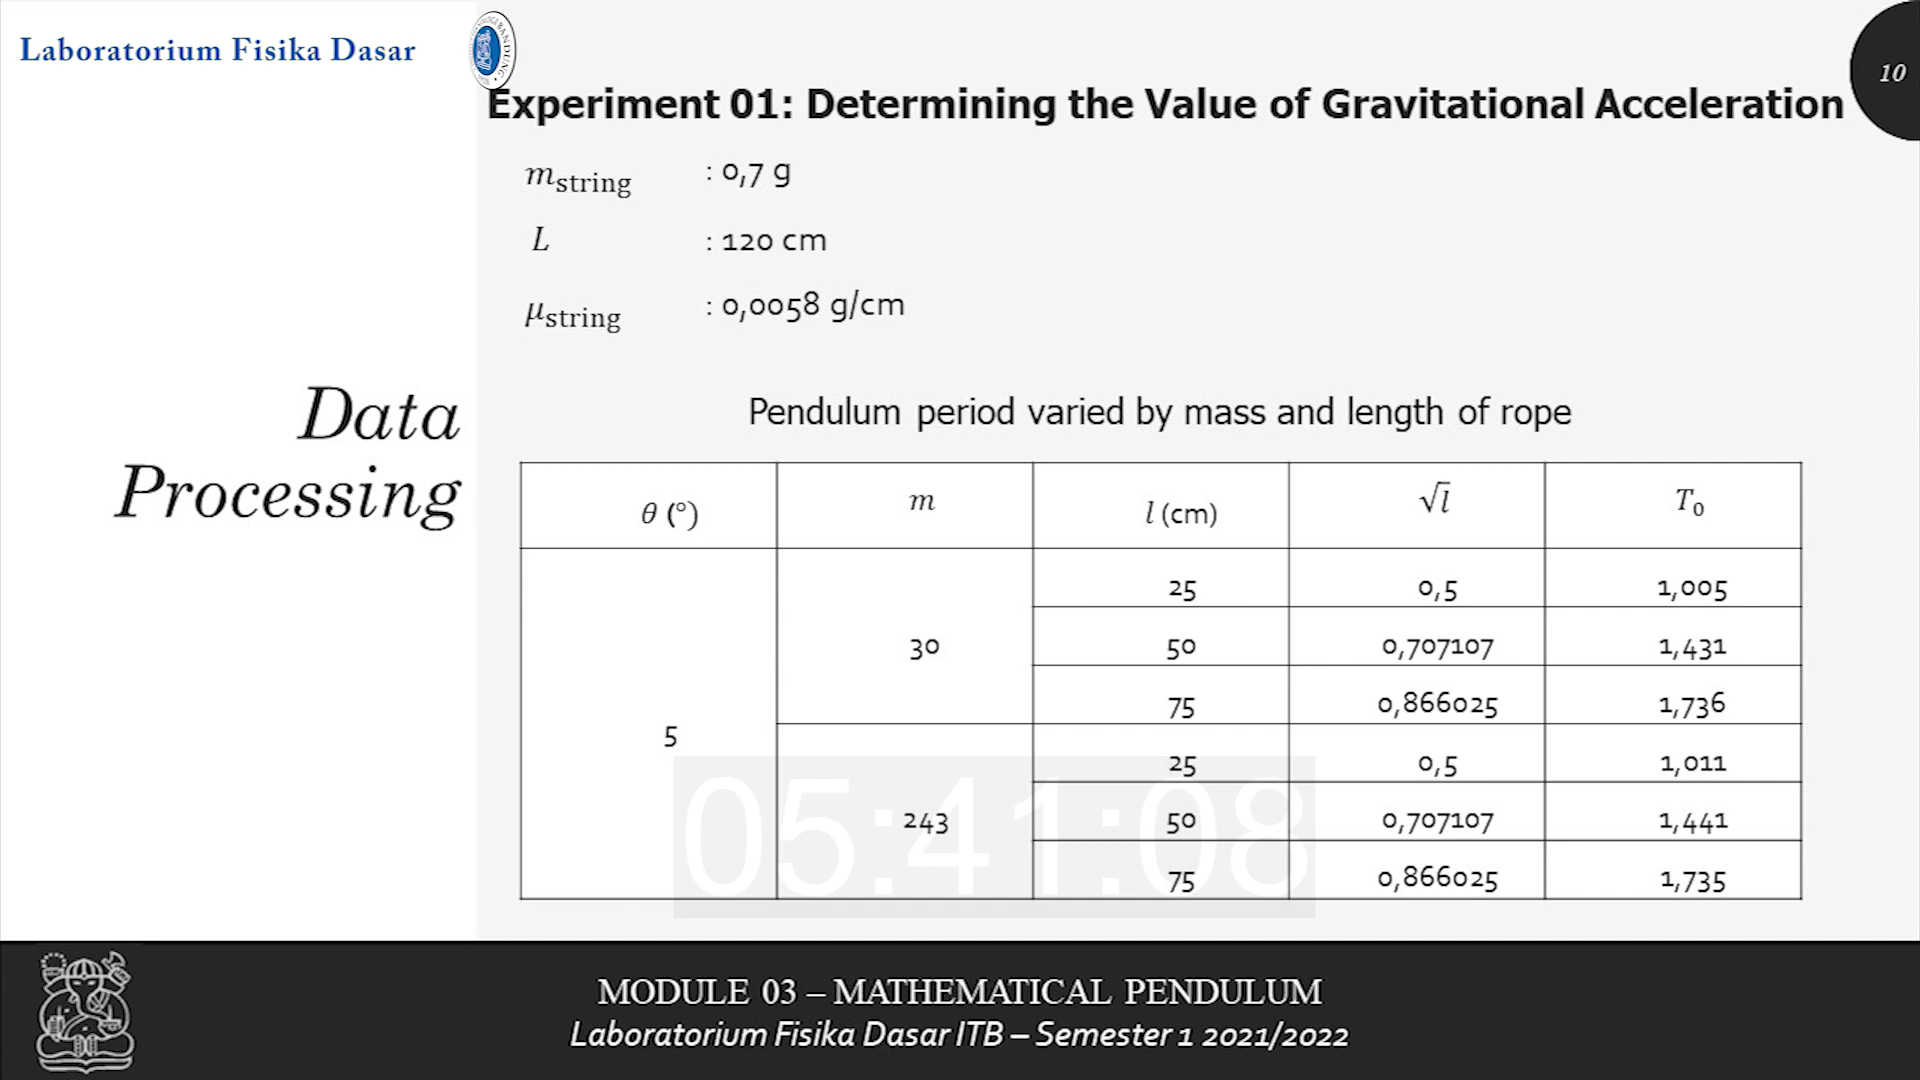 Laboratorium Fisika Dasar
10
Experiment 01: Determining the Value of Gravitational Acceleration
m_string : 0,7 g
L : 120 cm
μ_string : 0,0058 g/cm
Data
Processing
Pendulum period varied by mass and length of rope
θ (°) m l (cm) √l T₀
5
30
25 0,5 1,005
50 0,707107 1,431
75 0,866025 1,736
243
25 0,5 1,011
50 0,707107 1,441
75 0,866025 1,735
05:41:08
MODULE 03 – MATHEMATICAL PENDULUM
Laboratorium Fisika Dasar ITB – Semester 1 2021/2022